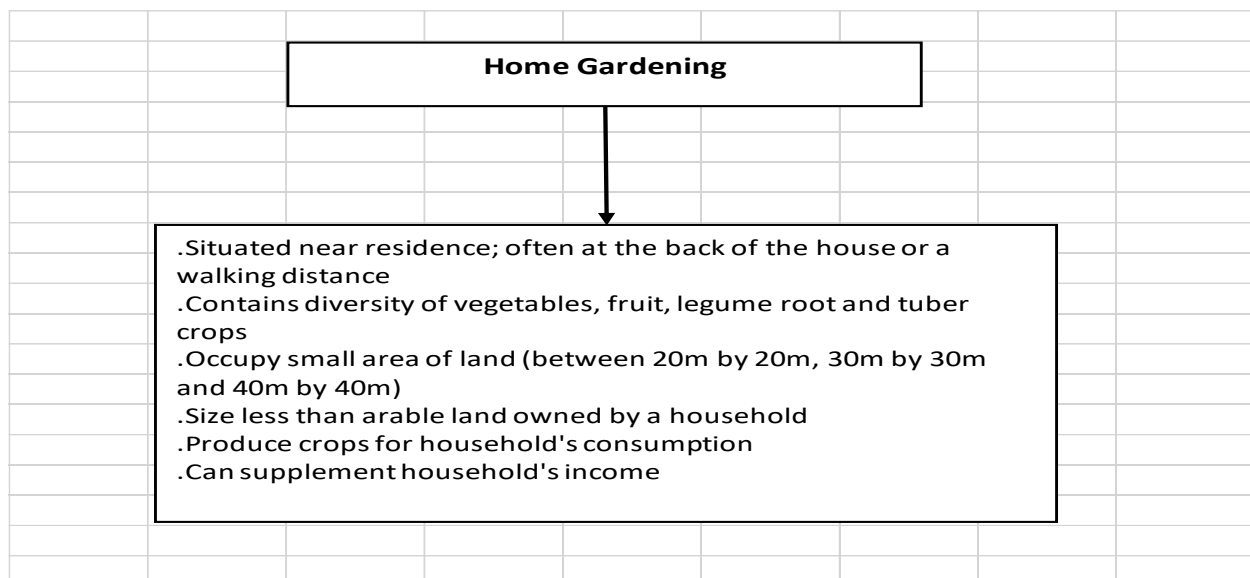 Home Gardening
.Situated near residence; often at the back of the house or a
walking distance
.Contains diversity of vegetables, fruit, legume root and tuber
crops
.Occupy small area of land (between 20m by 20m, 30m by 30m
and 40m by 40m)
.Size less than arable land owned by a household
.Produce crops for household's consumption
.Can supplement household's income